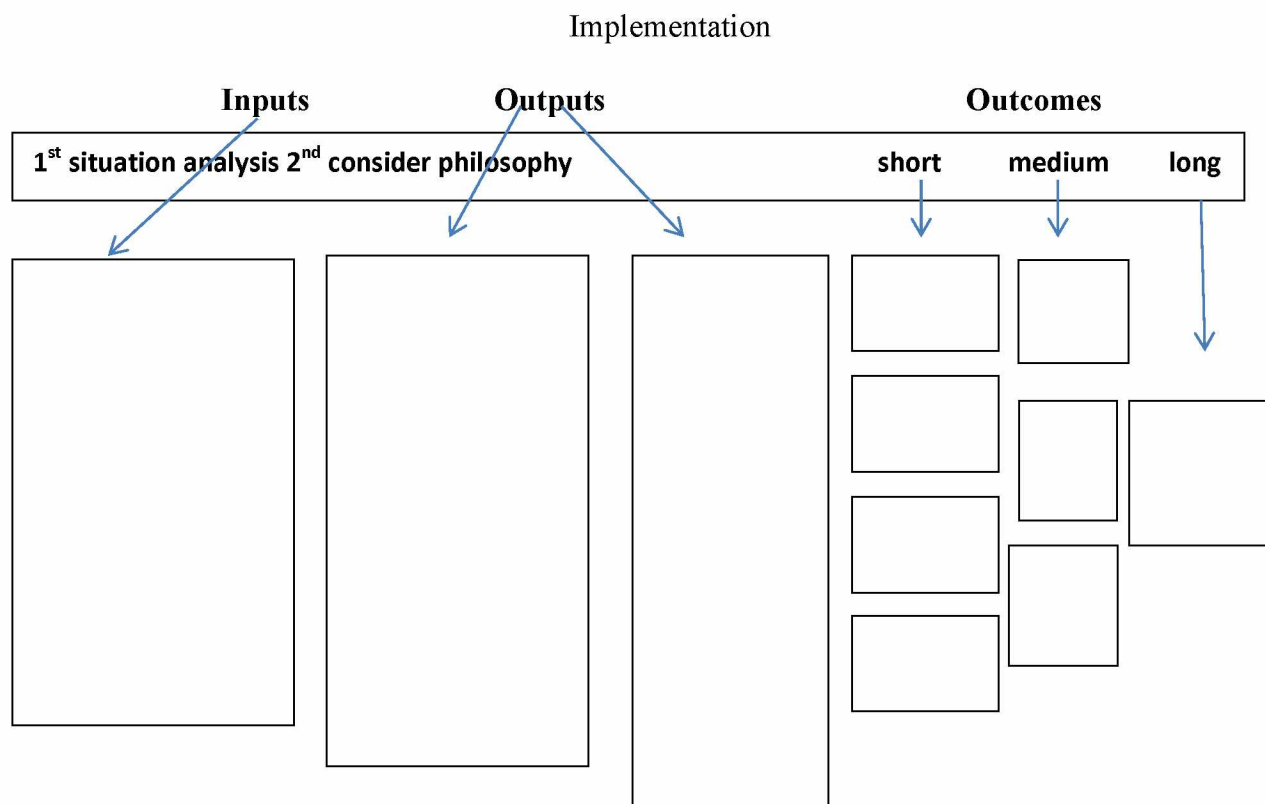 Implementation
Inputs Outputs Outcomes
1st situation analysis 2nd consider philosophy short medium long